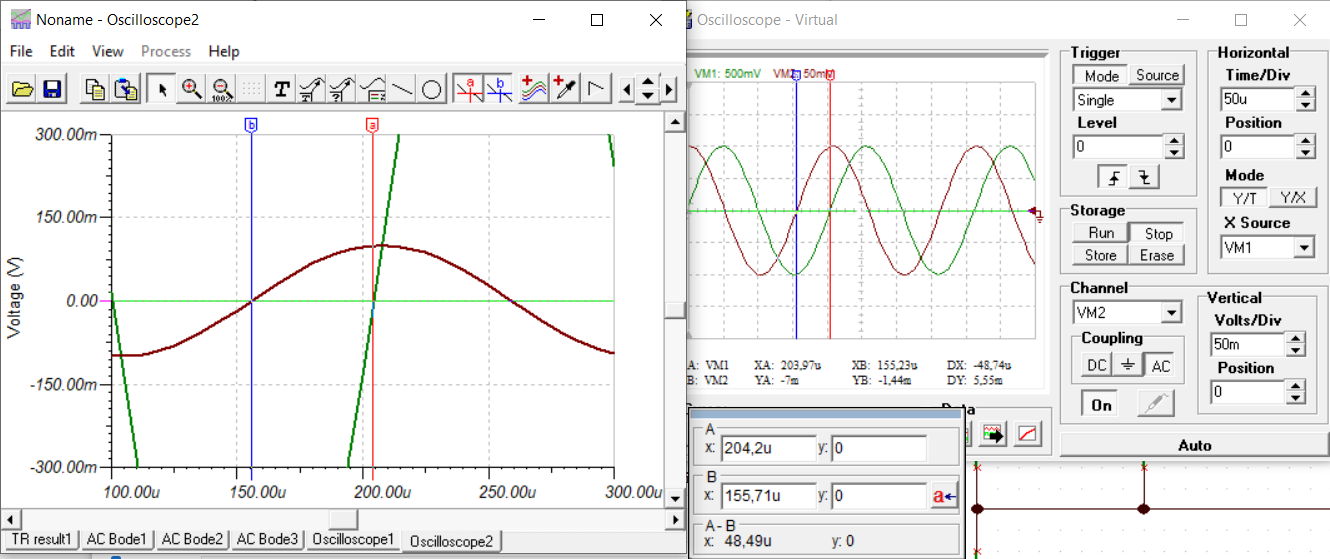 Noname - Oscilloscope2
File Edit View Process Help
T
a b
100%
300.00m
150.00m
0.00
-150.00m
-300.00m
Voltage (V)
b a
100.00u 150.00u 200.00u 250.00u 300.00u
TR result1 AC Bode1 AC Bode2 AC Bode3 Oscilloscope1 Oscilloscope2
Oscilloscope - Virtual
VM1: 500mV VM2: 50mV
A: VM1 XA: 203,97u XB: 155,23u DX: -48,74u
B: VM2 YA: -7m YB: -1,44m DY: 5,55m
Data
A
x: 204,2u y: 0
B
x: 155,71u y: 0 a
A - B
x: 48,49u y: 0
Trigger
Mode Source
Single
Level
0
Storage
Run Stop
Store Erase
Channel
VM2
Coupling
DC AC
On
Horizontal
Time/Div
50u
Position
0
Mode
Y/T Y/X
X Source
VM1
Vertical
Volts/Div
50m
Position
0
Auto